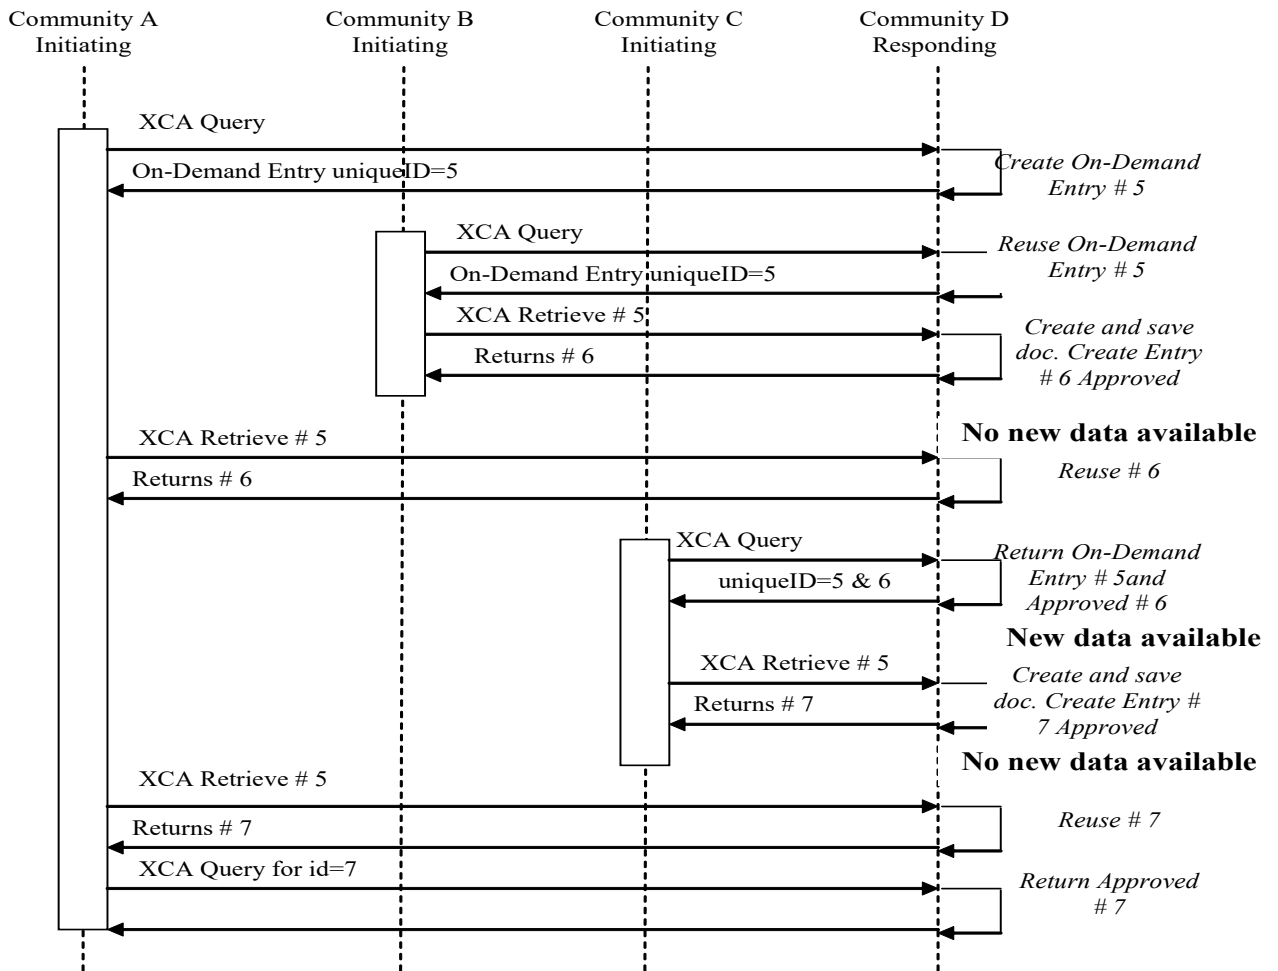 Community A
Initiating
Community B
Initiating
Community C
Initiating
Community D
Responding
XCA Query
On-Demand Entry uniqueID=5
Create On-Demand
Entry # 5
XCA Query
On-Demand Entry uniqueID=5
Reuse On-Demand
Entry # 5
XCA Retrieve # 5
Returns # 6
Create and save
doc. Create Entry
# 6 Approved
No new data available
XCA Retrieve # 5
Returns # 6
Reuse # 6
XCA Query
uniqueID=5 & 6
Return On-Demand
Entry # 5and
Approved # 6
New data available
XCA Retrieve # 5
Returns # 7
Create and save
doc. Create Entry #
7 Approved
No new data available
XCA Retrieve # 5
Returns # 7
Reuse # 7
XCA Query for id=7
Return Approved
# 7